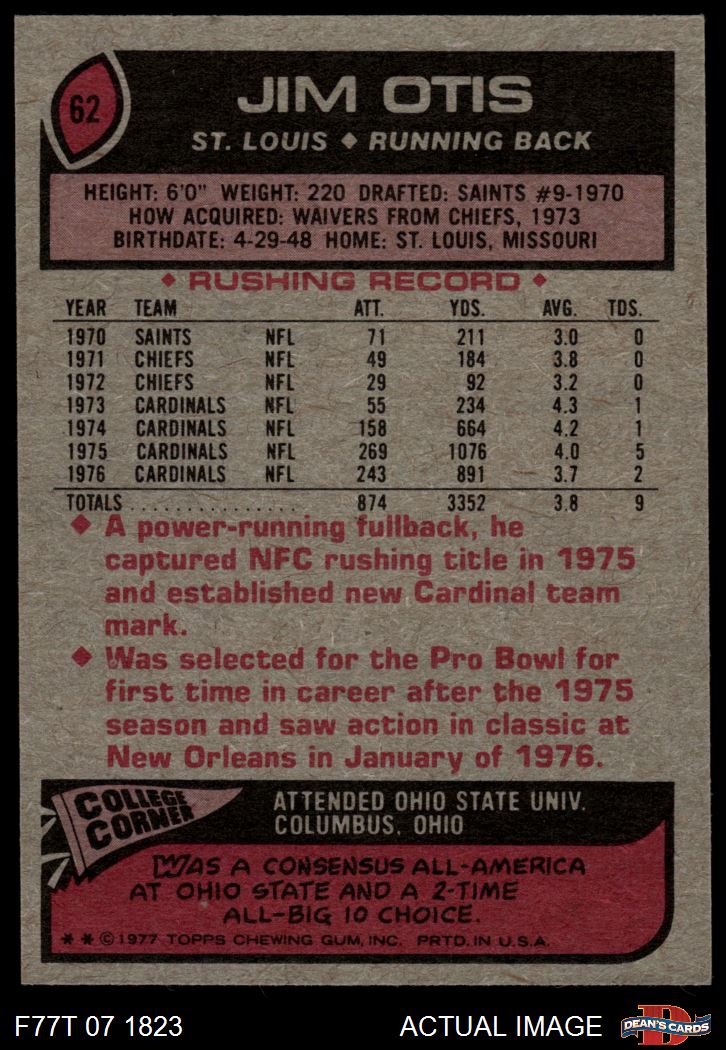 62
JIM OTIS
ST. LOUIS ◆ RUNNING BACK
HEIGHT: 6'0" WEIGHT: 220 DRAFTED: SAINTS #9-1970
HOW ACQUIRED: WAIVERS FROM CHIEFS, 1973
BIRTHDATE: 4-29-48 HOME: ST. LOUIS, MISSOURI
◆ RUSHING RECORD ◆
YEAR TEAM ATT. YDS. AVG. TDS.
1970 SAINTS NFL 71 211 3.0 0
1971 CHIEFS NFL 49 184 3.8 0
1972 CHIEFS NFL 29 92 3.2 0
1973 CARDINALS NFL 55 234 4.3 1
1974 CARDINALS NFL 158 664 4.2 1
1975 CARDINALS NFL 269 1076 4.0 5
1976 CARDINALS NFL 243 891 3.7 2
TOTALS . . . . . . . . . . . . . . . 874 3352 3.8 9
◆ A power-running fullback, he
captured NFC rushing title in 1975
and established new Cardinal team
mark.
◆ Was selected for the Pro Bowl for
first time in career after the 1975
season and saw action in classic at
New Orleans in January of 1976.
COLLEGE
CORNER
ATTENDED OHIO STATE UNIV.
COLUMBUS, OHIO
WAS A CONSENSUS ALL-AMERICA
AT OHIO STATE AND A 2-TIME
ALL-BIG 10 CHOICE.
* * © 1977 TOPPS CHEWING GUM, INC. PRTD. IN U.S.A.
F77T 07 1823 ACTUAL IMAGE
DEAN'S CARDS